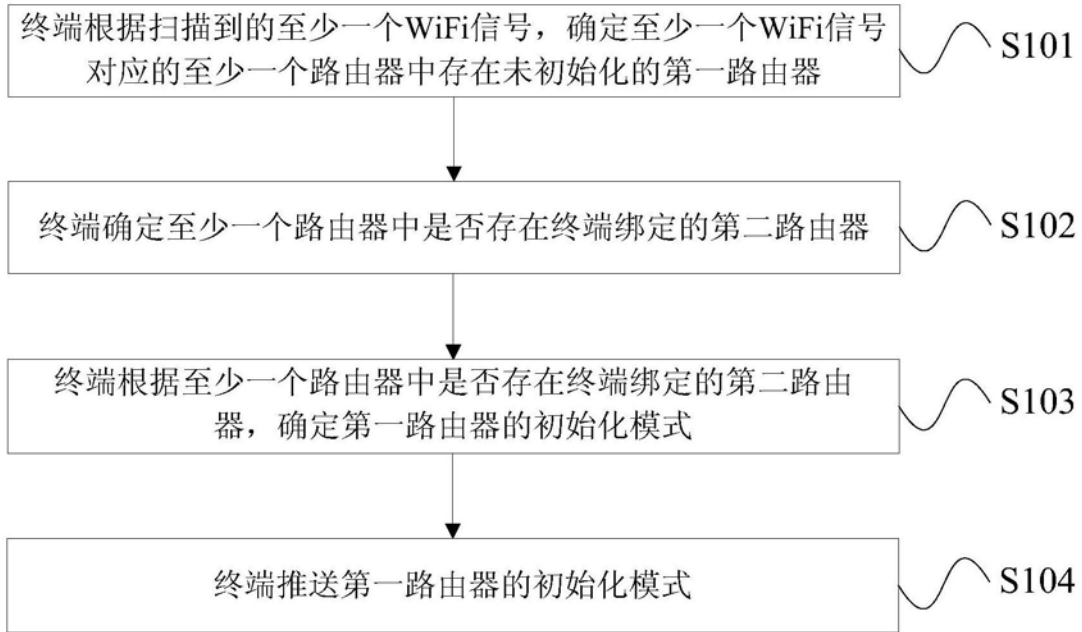 终端根据扫描到的至少一个WiFi信号，确定至少一个WiFi信号
对应的至少一个路由器中存在未初始化的第一路由器
S101
终端确定至少一个路由器中是否存在终端绑定的第二路由器
S102
终端根据至少一个路由器中是否存在终端绑定的第二路由
器，确定第一路由器的初始化模式
S103
终端推送第一路由器的初始化模式
S104